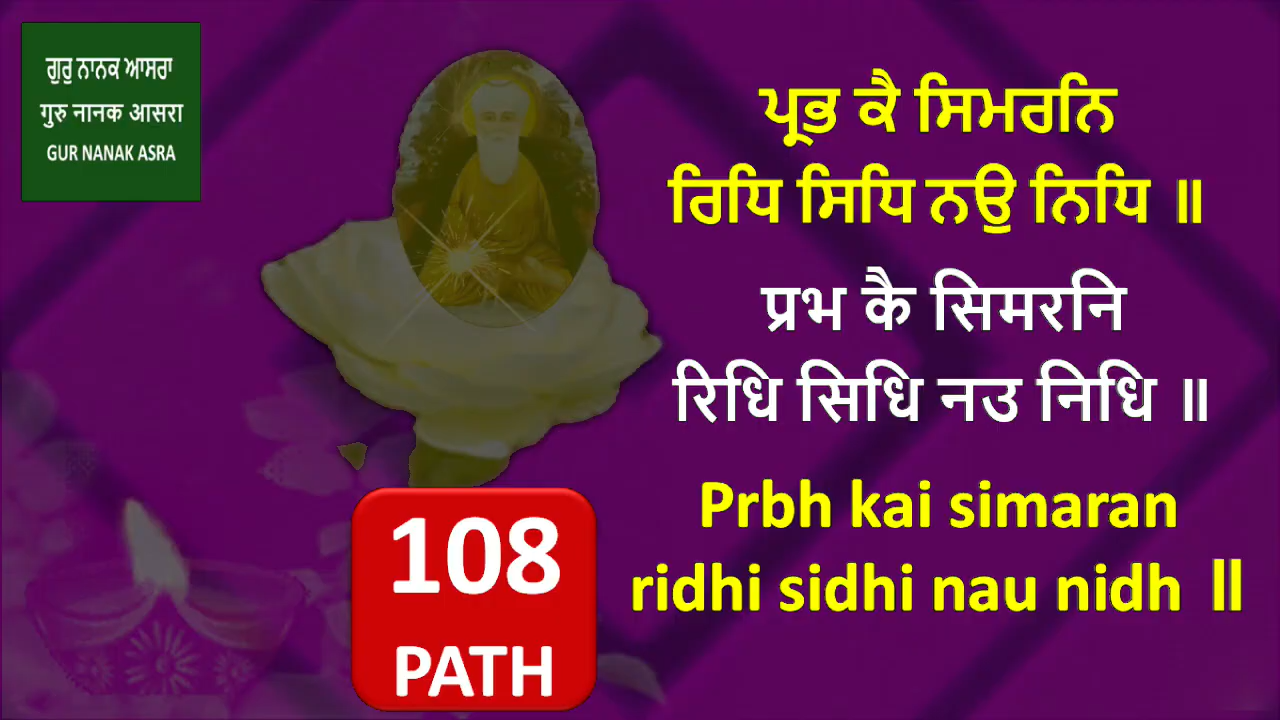 ਗੁਰੁ ਨਾਨਕ ਆਸਰਾ
गुरु नानक आसरा
GUR NANAK ASRA
ਪ੍ਰਭ ਕੈ ਸਿਮਰਨਿ
ਰਿਧਿ ਸਿਧਿ ਨਉ ਨਿਧਿ ॥
प्रभ कै सिमरनि
रिधि सिधि नउ निधि ॥
Prbh kai simaran
ridhi sidhi nau nidh ॥
108
PATH